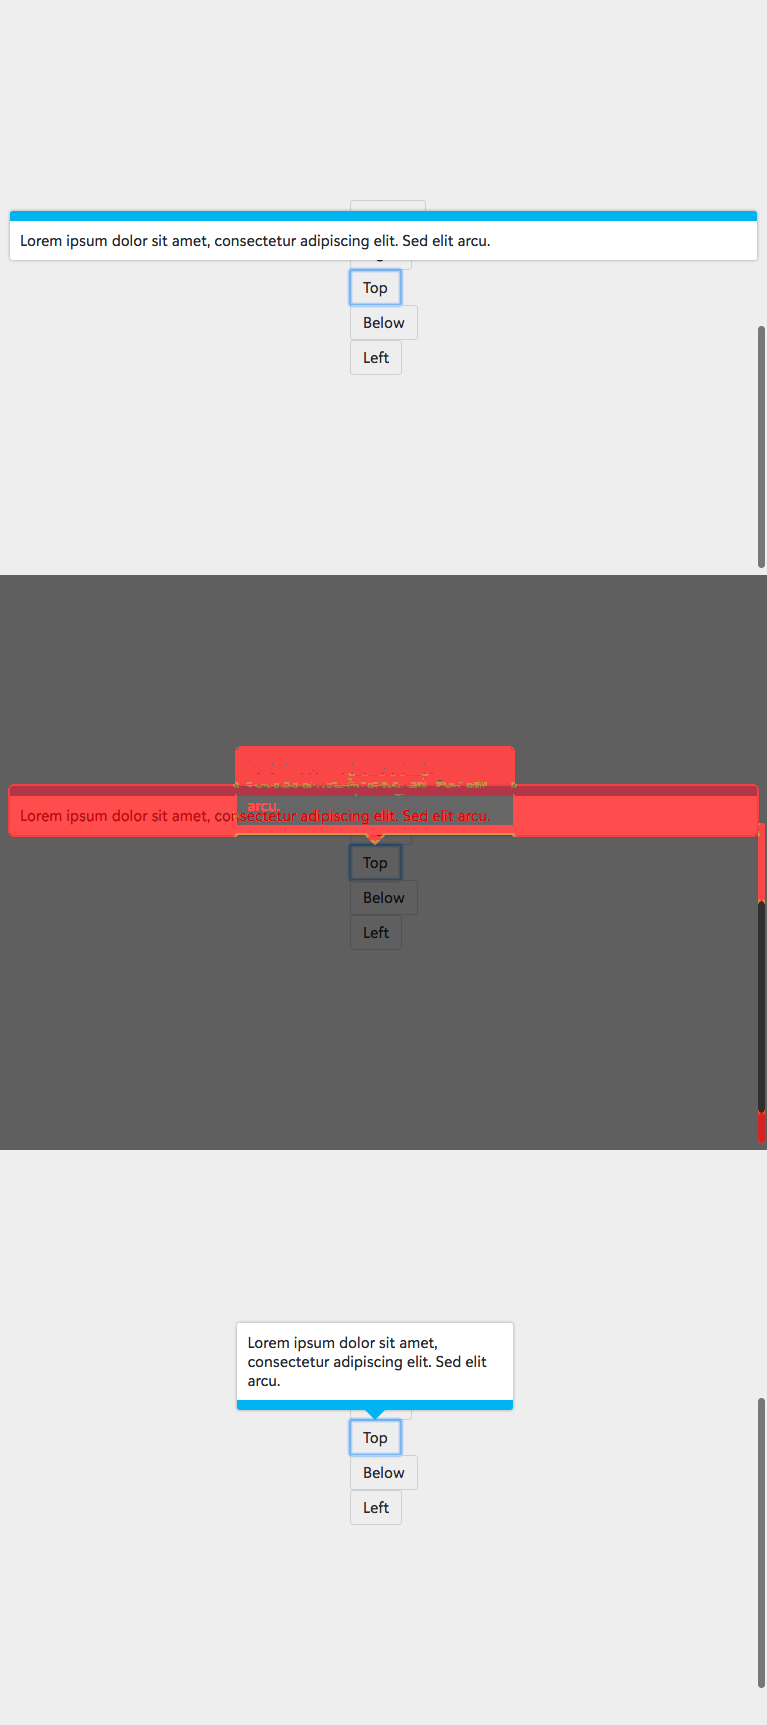 Lorem ipsum dolor sit amet, consectetur adipiscing elit. Sed elit arcu.
Top
Below
Left
arcu.
Lorem ipsum dolor sit amet, consectetur adipiscing elit. Sed elit arcu.
Top
Below
Left
Lorem ipsum dolor sit amet,
consectetur adipiscing elit. Sed elit
arcu.
Top
Below
Left